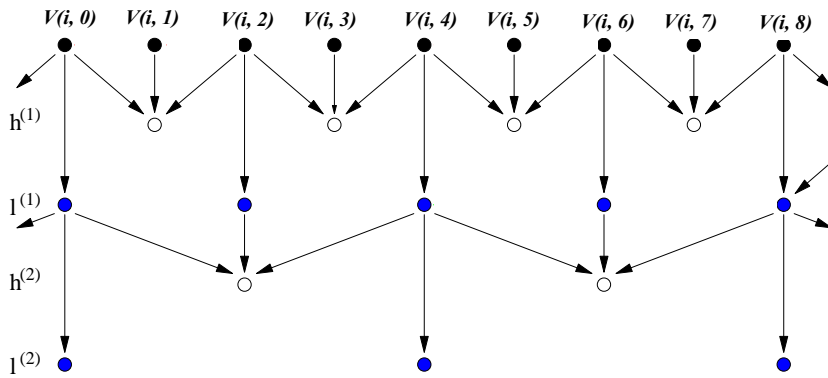 V(i, 0) V(i, 1) V(i, 2) V(i, 3) V(i, 4) V(i, 5) V(i, 6) V(i, 7) V(i, 8)
h(1)
l(1)
h(2)
l(2)